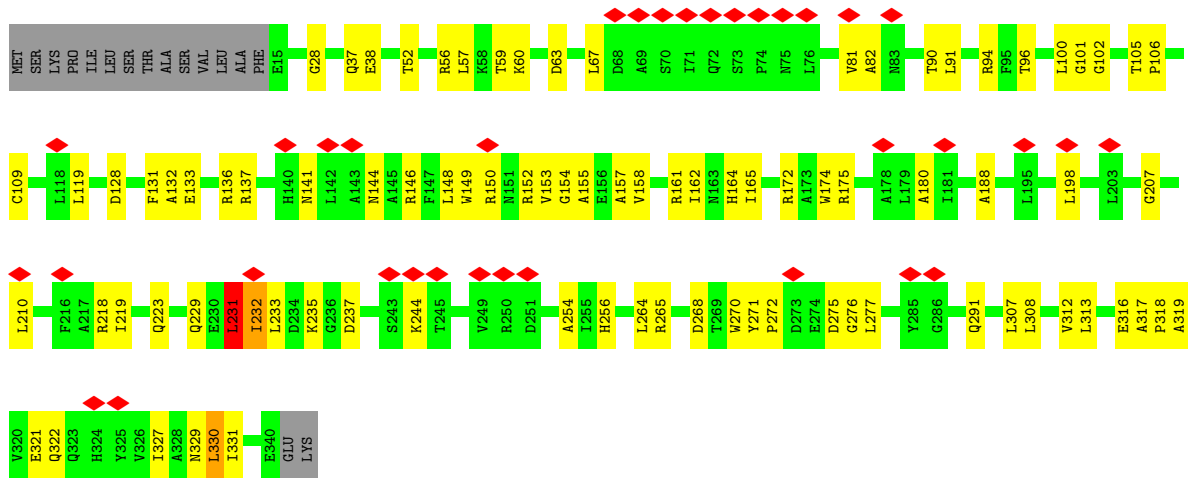 MET SER LYS PRO ILE LEU SER THR ALA SER VAL LEU ALA PHE E15 G28 Q37 E38 T52 R56 L57 K58 T59 K60 D63 L67 D68 A69 S70 I71 Q72 S73 P74 N75 L76 V81 A82 N83 T90 L91 R94 F95 T96 L100 G101 G102 T105 P106
C109 L118 L119 D128 F131 A132 E133 R136 R137 H140 N141 L142 A143 N144 A145 R146 F147 L148 W149 R150 N151 R152 V153 G154 A155 E156 A157 V158 R161 I162 N163 H164 I165 R172 A173 W174 R175 A178 L179 A180 I181 A188 L195 L198 L203 G207
L210 F216 A217 R218 I219 Q223 Q229 E230 L231 I232 L233 D234 K235 G236 D237 S243 K244 T245 V249 R250 D251 A254 I255 H256 L264 R265 D268 T269 W270 Y271 P272 D273 E274 D275 G276 L277 Y285 G286 Q291 L307 L308 V312 L313 E316 A317 P318 A319
V320 E321 Q322 Q323 H324 Y325 V326 I327 A328 N329 L330 I331 E340 GLU LYS